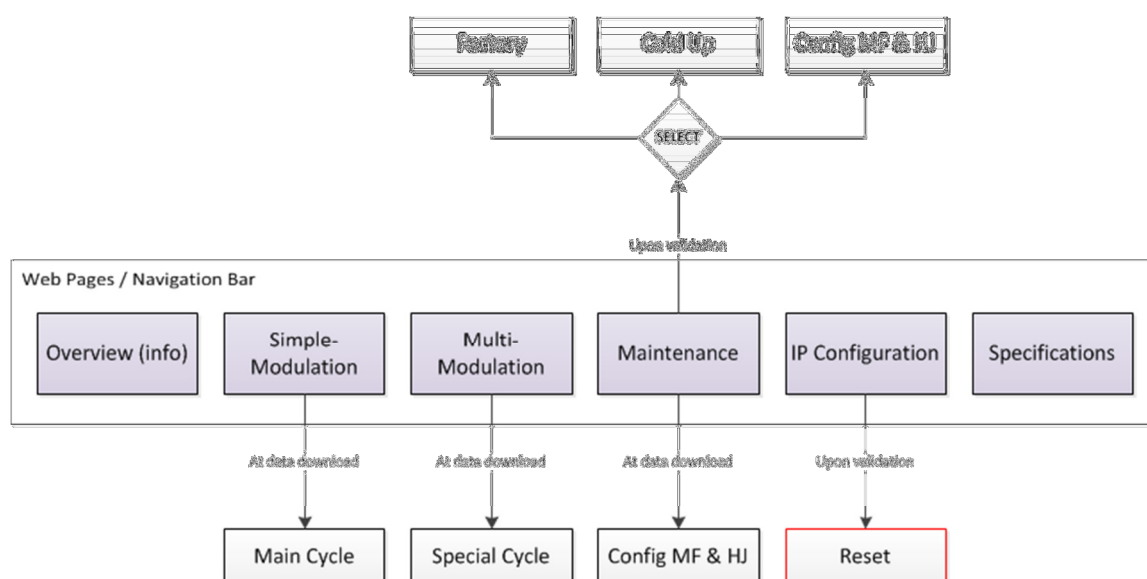 Factory
Cold Up
Config MF & HJ
SELECT
Upon validation
Web Pages / Navigation Bar
Overview (info)
Simple-
Modulation
Multi-
Modulation
Maintenance
IP Configuration
Specifications
At data download
At data download
At data download
Upon validation
Main Cycle
Special Cycle
Config MF & HJ
Reset